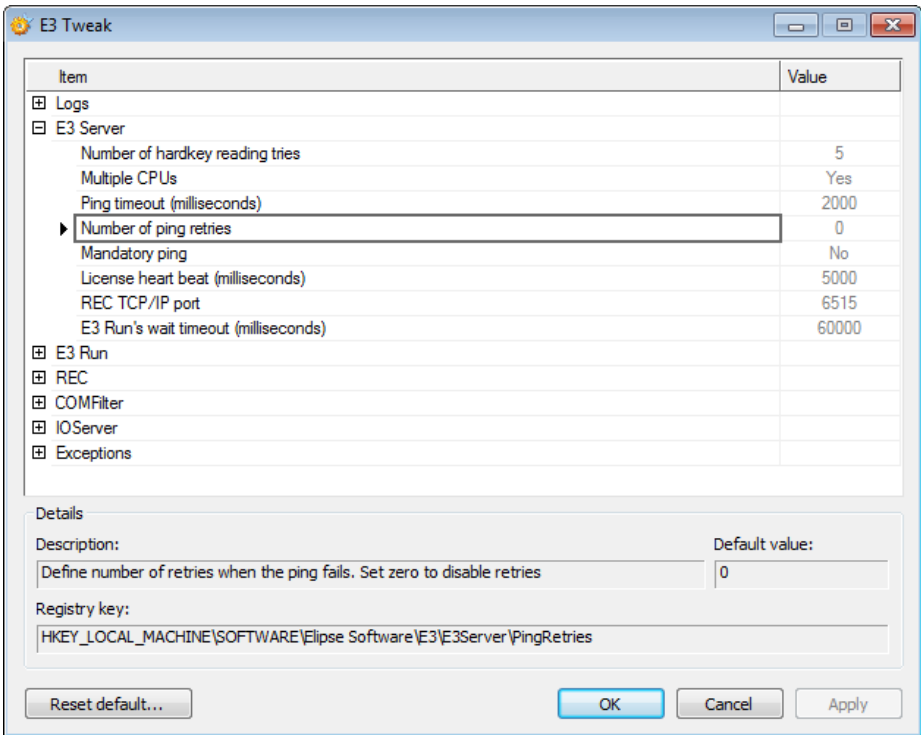 E3 Tweak
Item Value
Logs
E3 Server
Number of hardkey reading tries 5
Multiple CPUs Yes
Ping timeout (milliseconds) 2000
Number of ping retries 0
Mandatory ping No
License heart beat (milliseconds) 5000
REC TCP/IP port 6515
E3 Run's wait timeout (milliseconds) 60000
E3 Run
REC
COMFilter
IOServer
Exceptions
Details
Description: Default value:
Define number of retries when the ping fails. Set zero to disable retries 0
Registry key:
HKEY_LOCAL_MACHINE\SOFTWARE\Elipse Software\E3\E3Server\PingRetries
Reset default... OK Cancel Apply